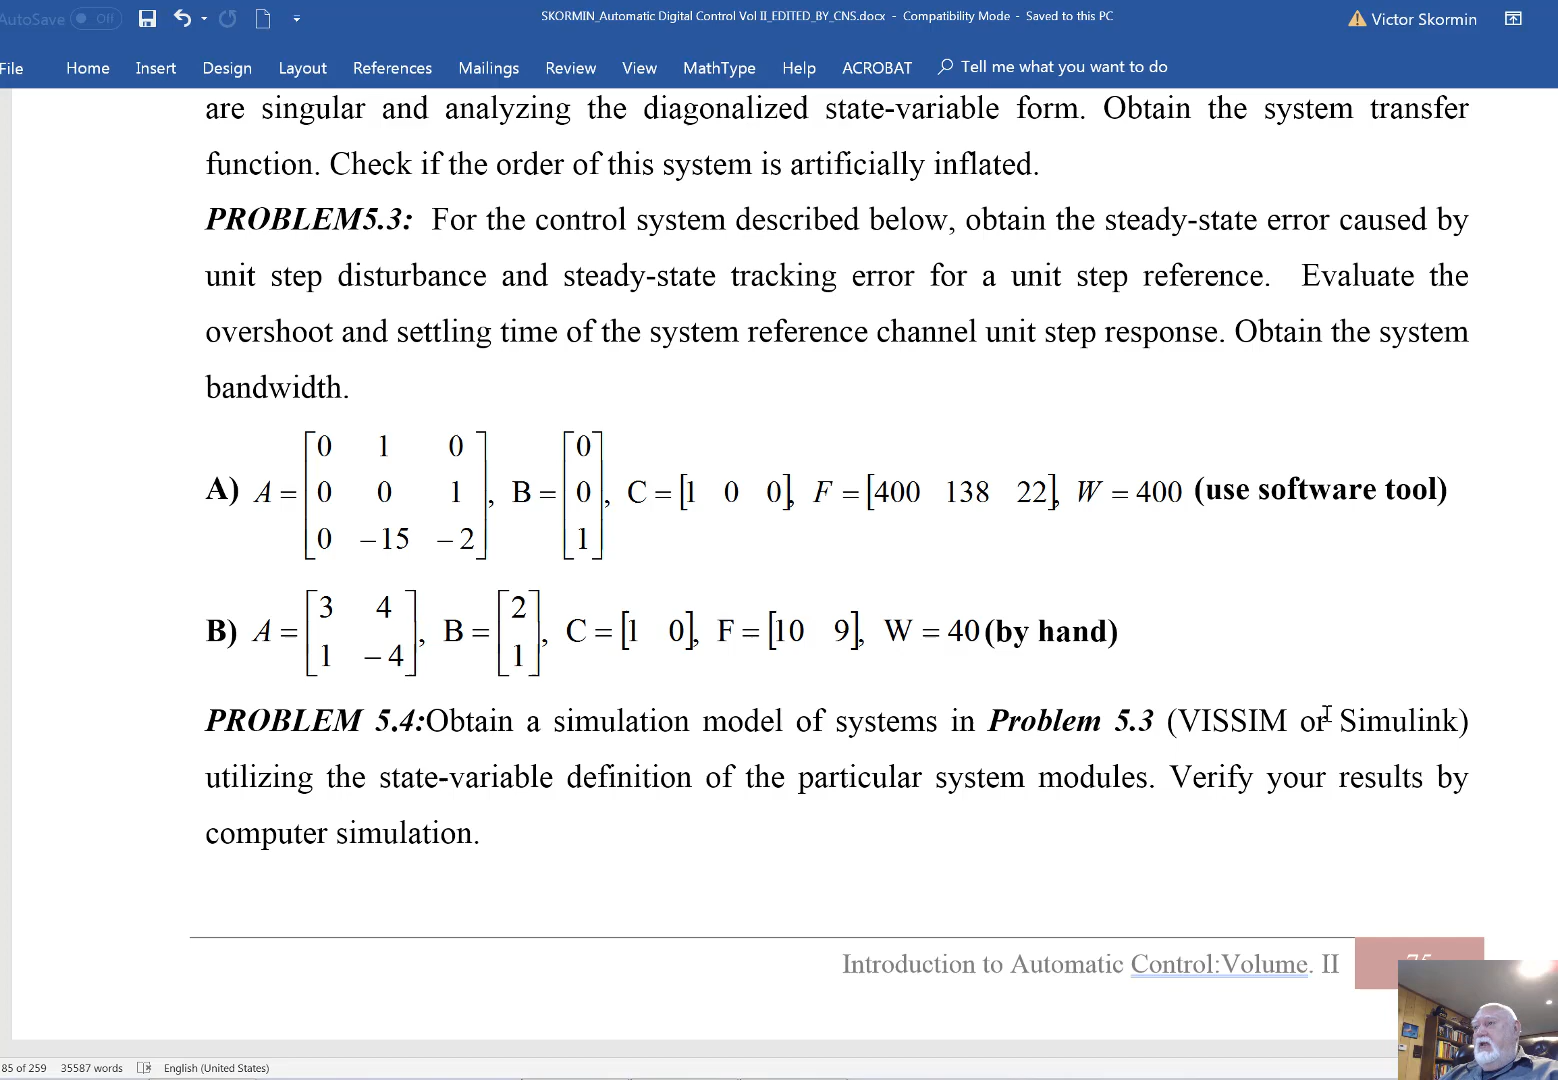 AutoSave Off SKORMIN_Automatic Digital Control Vol II_EDITED_BY_CNS.docx - Compatibility Mode - Saved to this PC Victor Skormin
File Home Insert Design Layout References Mailings Review View MathType Help ACROBAT Tell me what you want to do
are singular and analyzing the diagonalized state-variable form. Obtain the system transfer
function. Check if the order of this system is artificially inflated.
PROBLEM5.3: For the control system described below, obtain the steady-state error caused by
unit step disturbance and steady-state tracking error for a unit step reference. Evaluate the
overshoot and settling time of the system reference channel unit step response. Obtain the system
bandwidth.
A) A = [0 1 0; 0 0 1; 0 −15 −2], B = [0; 0; 1], C = [1 0 0], F = [400 138 22], W = 400 (use software tool)
B) A = [3 4; 1 −4], B = [2; 1], C = [1 0], F = [10 9], W = 40 (by hand)
PROBLEM 5.4:Obtain a simulation model of systems in Problem 5.3 (VISSIM or Simulink)
utilizing the state-variable definition of the particular system modules. Verify your results by
computer simulation.
Introduction to Automatic Control:Volume. II
85 of 259 35587 words English (United States)